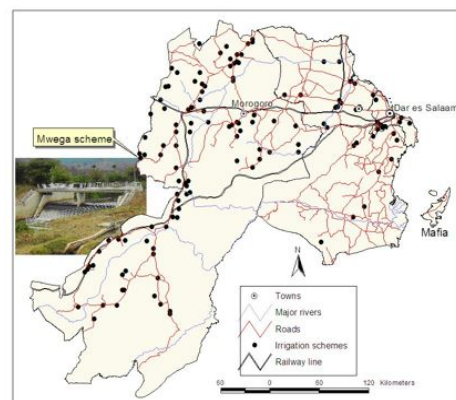 Morogoro
Dar es Salaam
Mwega scheme
Mafia
N
Towns
Major rivers
Roads
Irrigation schemes
Railway line
60 0 60 120 Kilometers